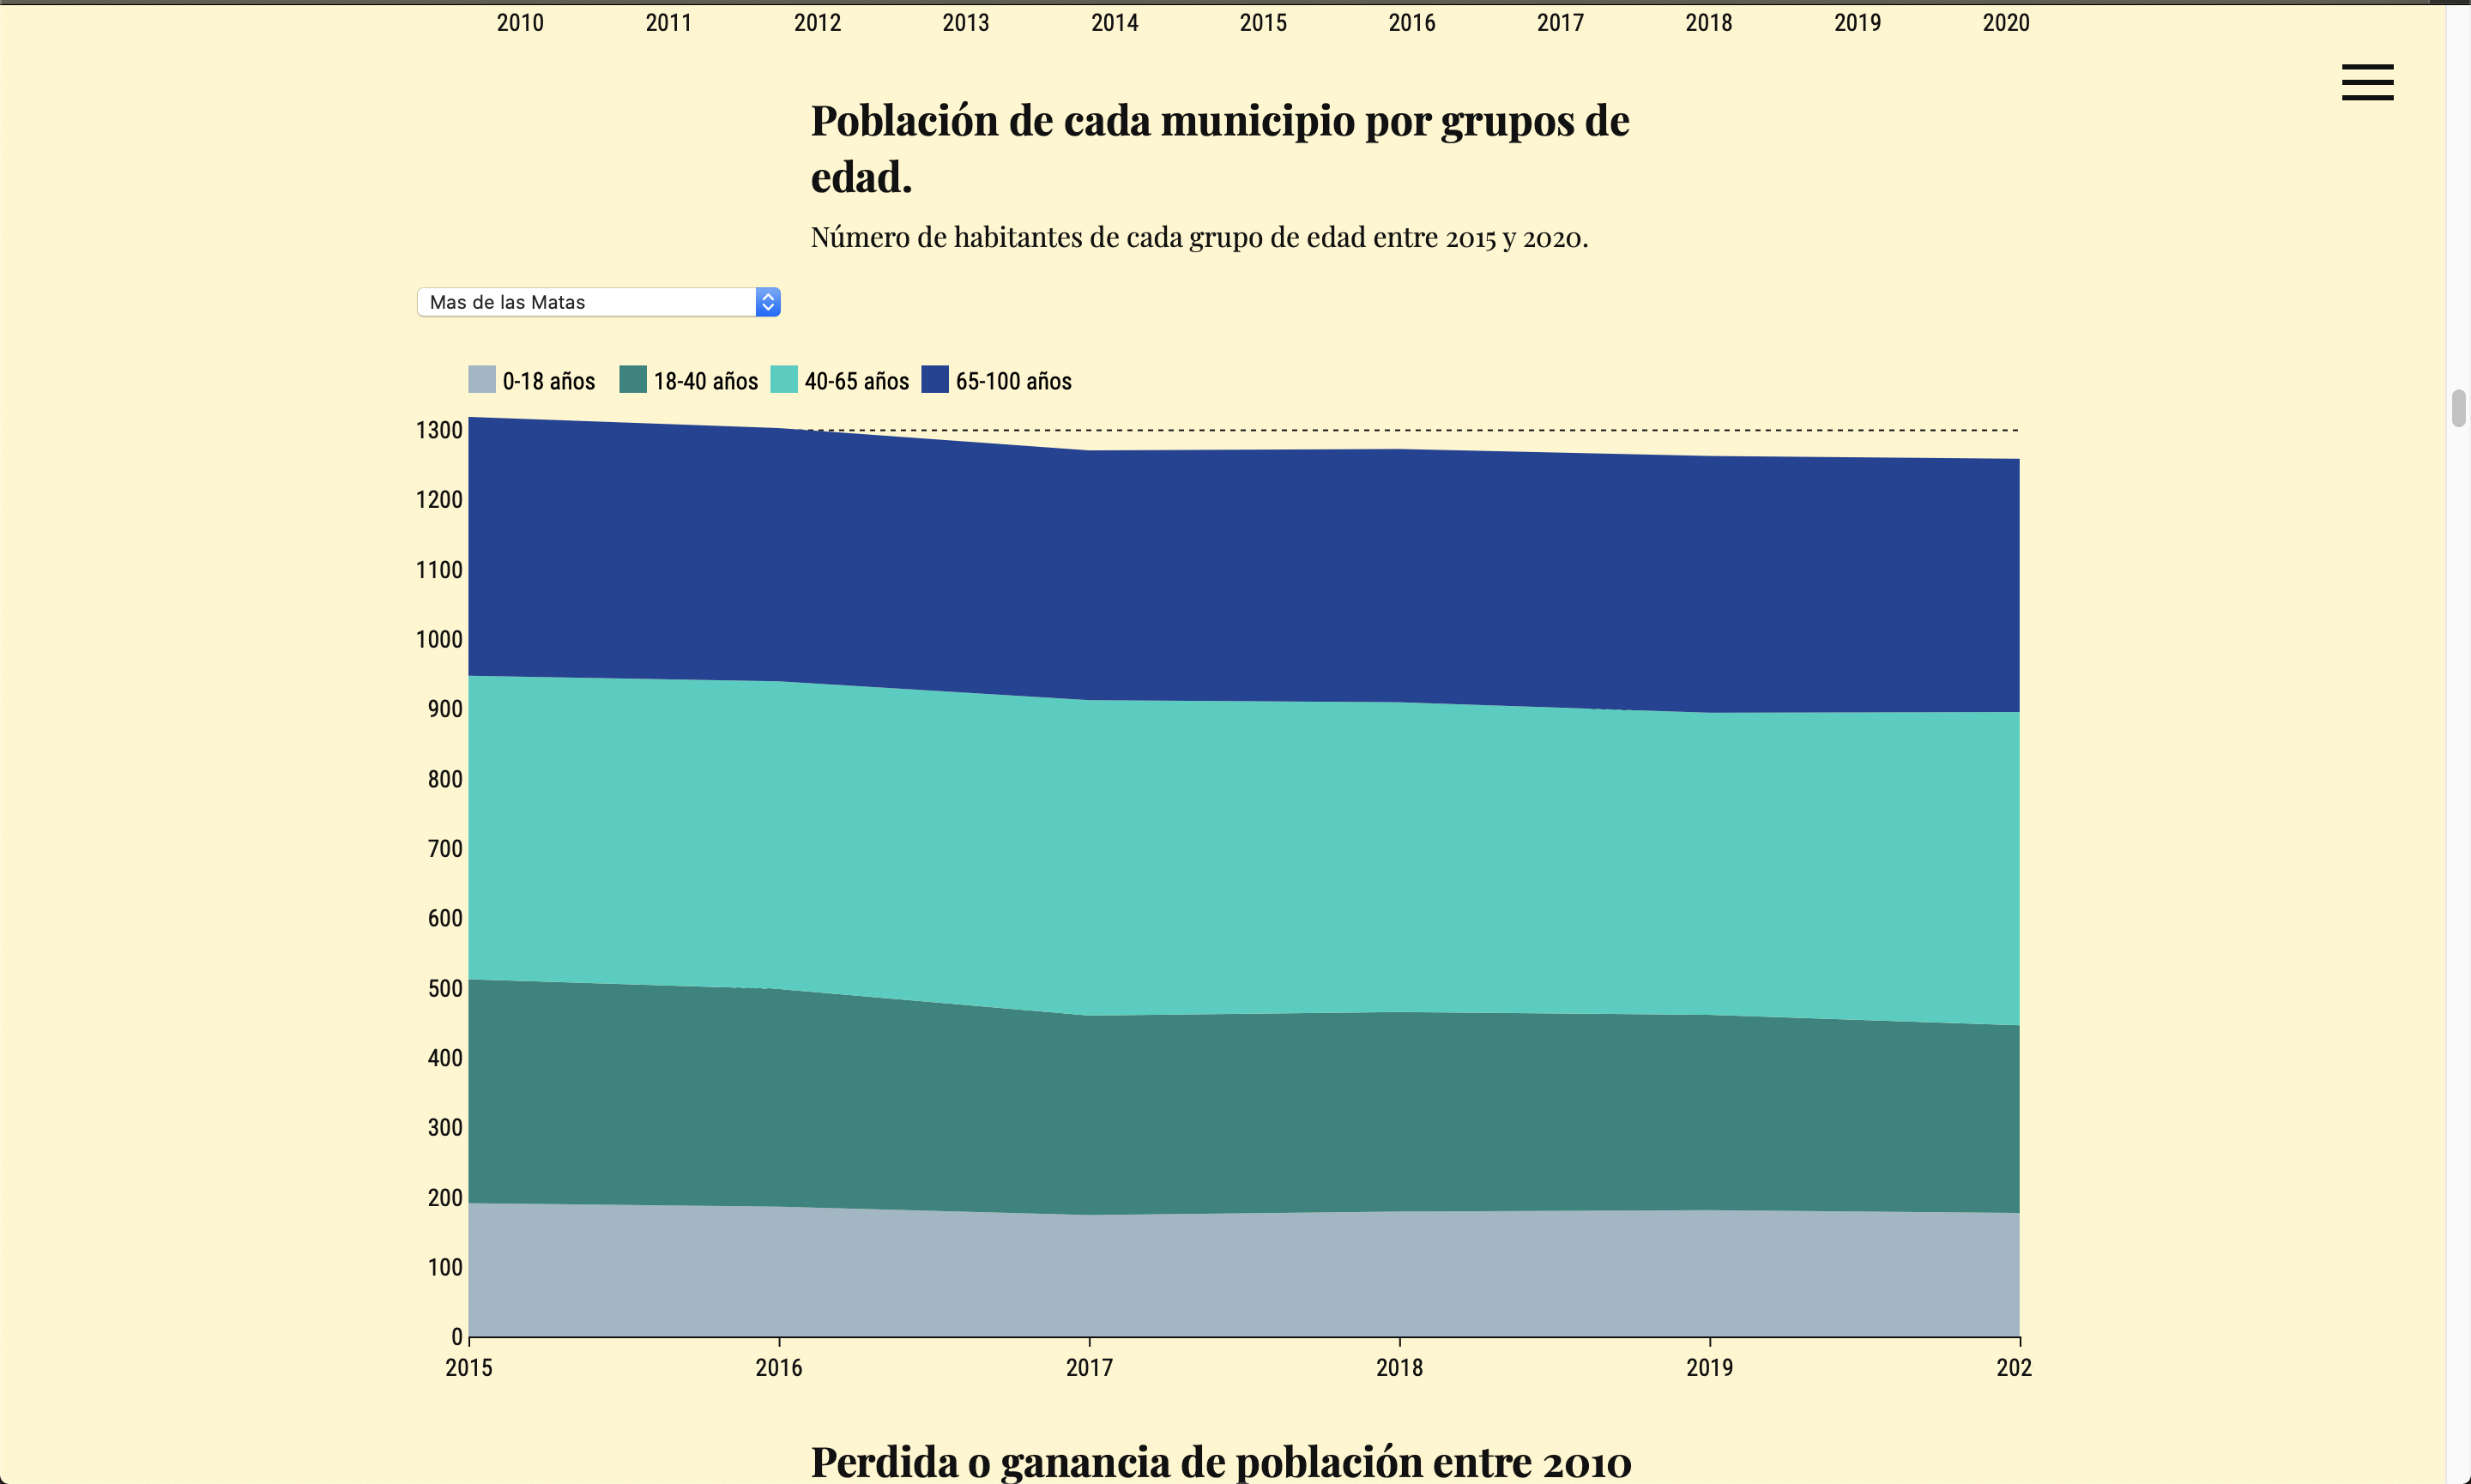 2010 2011 2012 2013 2014 2015 2016 2017 2018 2019 2020
Población de cada municipio por grupos de
edad.
Número de habitantes de cada grupo de edad entre 2015 y 2020.
Mas de las Matas
0-18 años 18-40 años 40-65 años 65-100 años
1300
1200
1100
1000
900
800
700
600
500
400
300
200
100
0
2015 2016 2017 2018 2019 202
Perdida o ganancia de población entre 2010